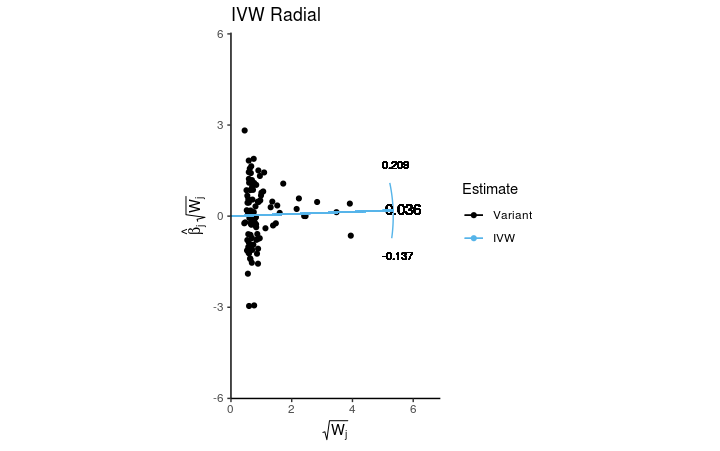 IVW Radial
6
3
0
-3
-6
β̂j√Wj
0.209
0.036
-0.137
0 2 4 6
√Wj
Estimate
Variant
IVW